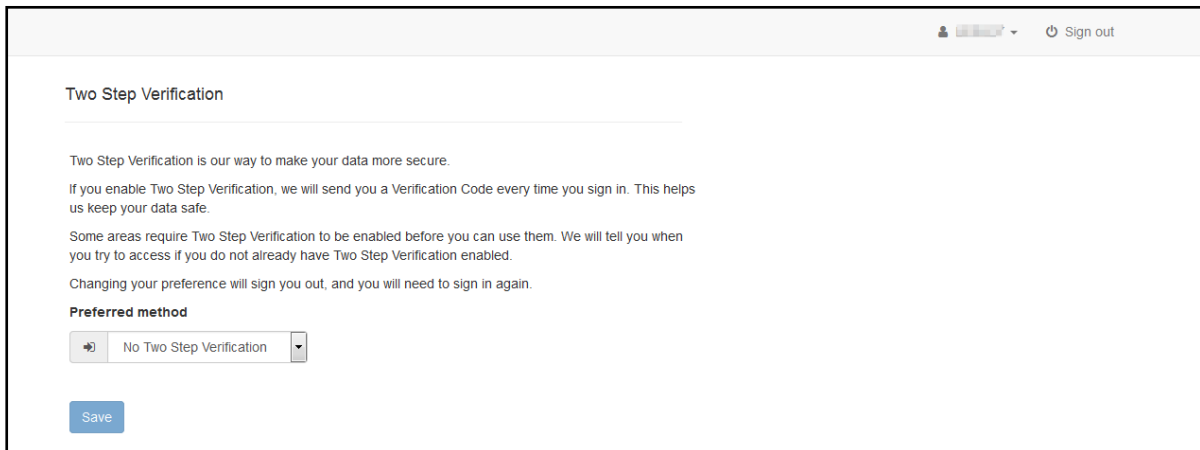 Sign out
Two Step Verification
Two Step Verification is our way to make your data more secure.
If you enable Two Step Verification, we will send you a Verification Code every time you sign in. This helps
us keep your data safe.
Some areas require Two Step Verification to be enabled before you can use them. We will tell you when
you try to access if you do not already have Two Step Verification enabled.
Changing your preference will sign you out, and you will need to sign in again.
Preferred method
No Two Step Verification
Save